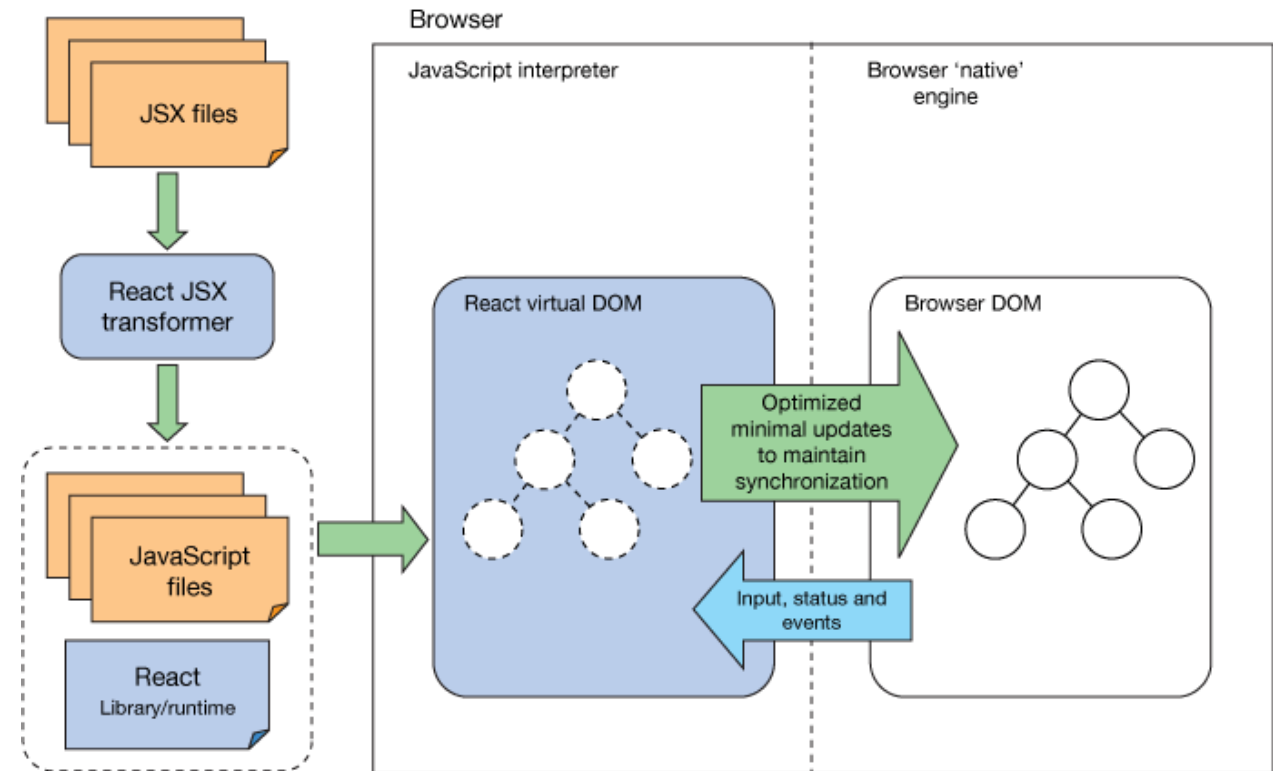 Browser
JSX files
JavaScript interpreter
Browser ‘native’
engine
React JSX
transformer
React virtual DOM
Browser DOM
Optimized
minimal updates
to maintain
synchronization
JavaScript
files
Input, status and
events
React
Library/runtime